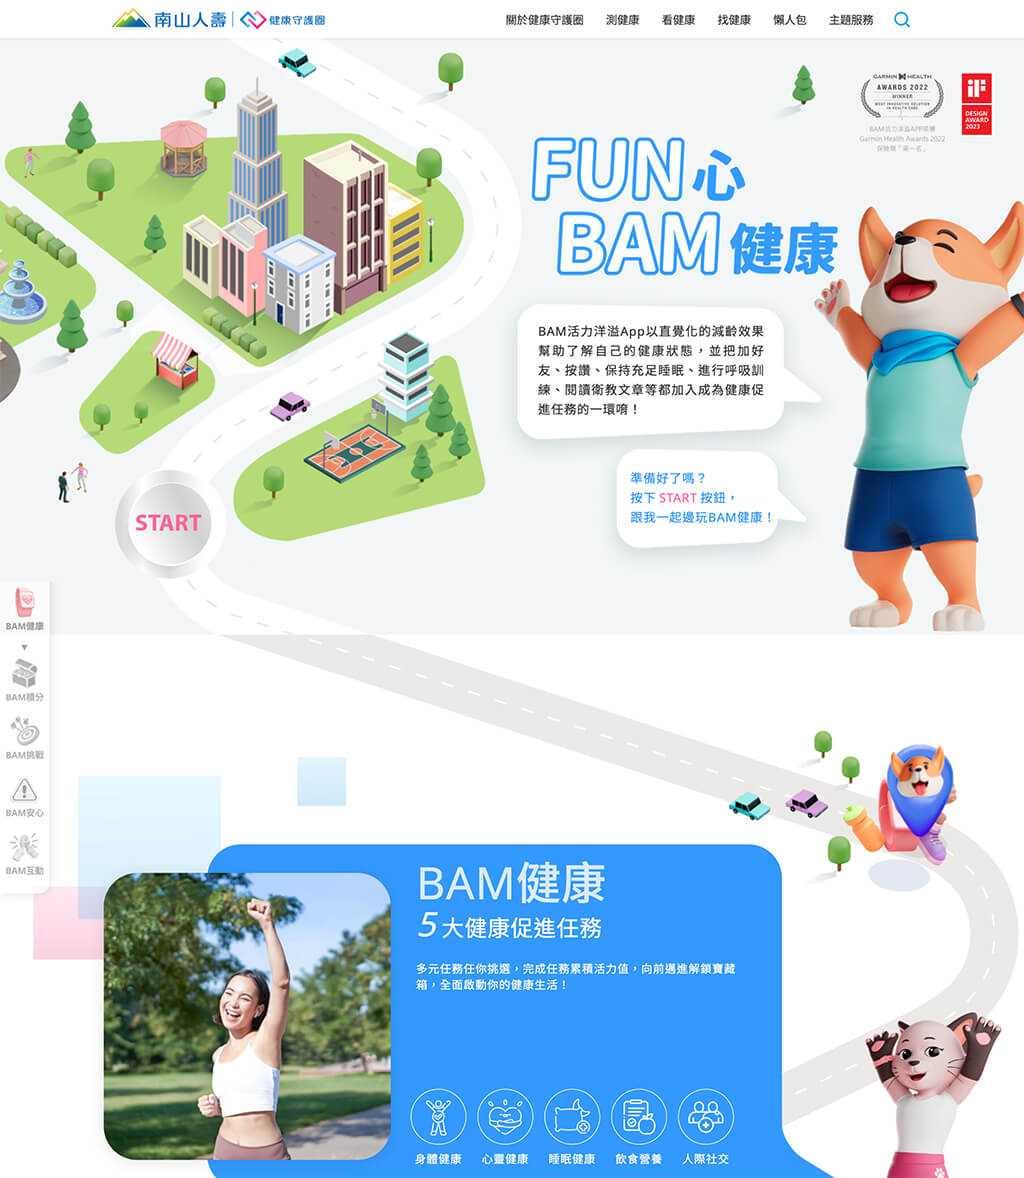 南山人壽 健康守護圈
關於健康守護圈 測健康 看健康 找健康 懶人包 主題服務
GARMIN HEALTH
AWARDS 2022
WINNER
MOST INNOVATIVE SOLUTION
IN HEALTH CARE
BAM活力洋溢APP榮獲
Garmin Health Awards 2022
保險類「第一名」
iF
DESIGN
AWARD
2023
FUN心
BAM健康
BAM活力洋溢App以直覺化的減齡效果
幫助了解自己的健康狀態，並把加好
友、按讚、保持充足睡眠、進行呼吸訓
練、閱讀衛教文章等都加入成為健康促
進任務的一環唷！
準備好了嗎？
按下 START 按鈕，
跟我一起邊玩BAM健康！
START
BAM健康
BAM積分
BAM挑戰
BAM安心
BAM互動
BAM健康
5大健康促進任務
多元任務任你挑選，完成任務累積活力值，向前邁進解鎖寶藏
箱，全面啟動你的健康生活！
身體健康 心靈健康 睡眠健康 飲食營養 人際社交